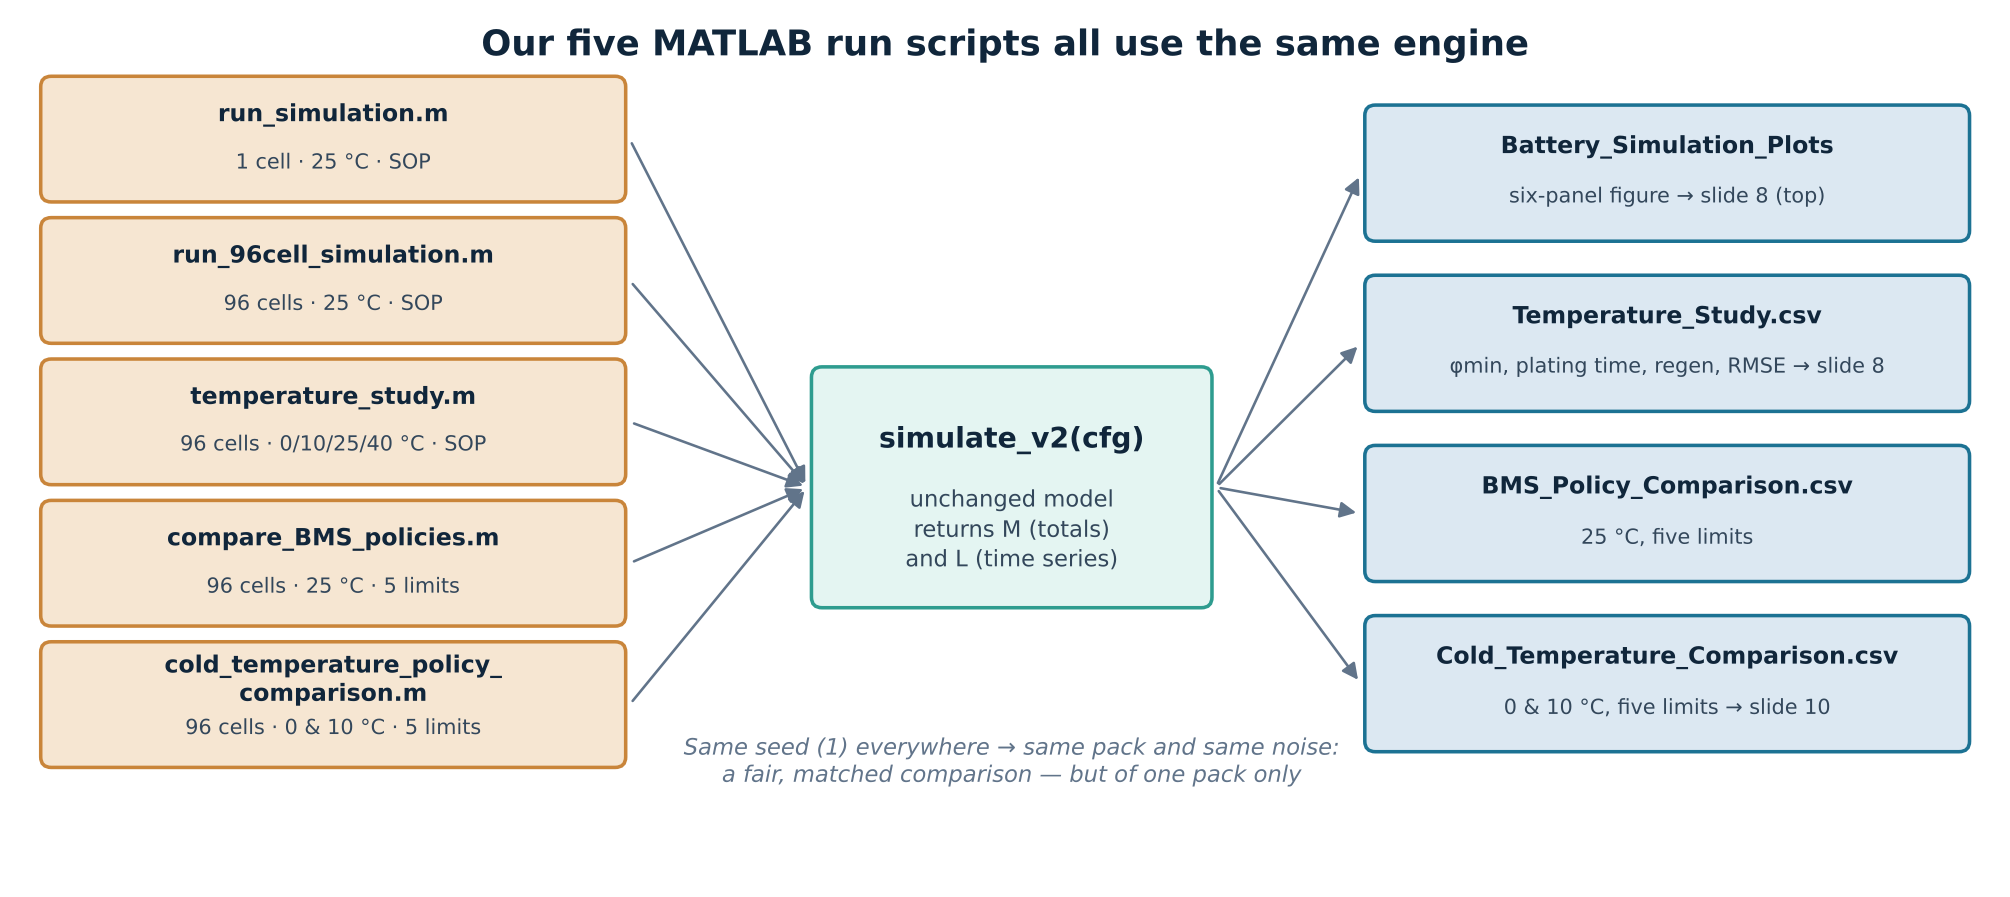 Our five MATLAB run scripts all use the same engine
run_simulation.m
1 cell · 25 °C · SOP
run_96cell_simulation.m
96 cells · 25 °C · SOP
temperature_study.m
96 cells · 0/10/25/40 °C · SOP
compare_BMS_policies.m
96 cells · 25 °C · 5 limits
cold_temperature_policy_
comparison.m
96 cells · 0 & 10 °C · 5 limits
simulate_v2(cfg)
unchanged model
returns M (totals)
and L (time series)
Same seed (1) everywhere → same pack and same noise:
a fair, matched comparison — but of one pack only
Battery_Simulation_Plots
six-panel figure → slide 8 (top)
Temperature_Study.csv
φmin, plating time, regen, RMSE → slide 8
BMS_Policy_Comparison.csv
25 °C, five limits
Cold_Temperature_Comparison.csv
0 & 10 °C, five limits → slide 10